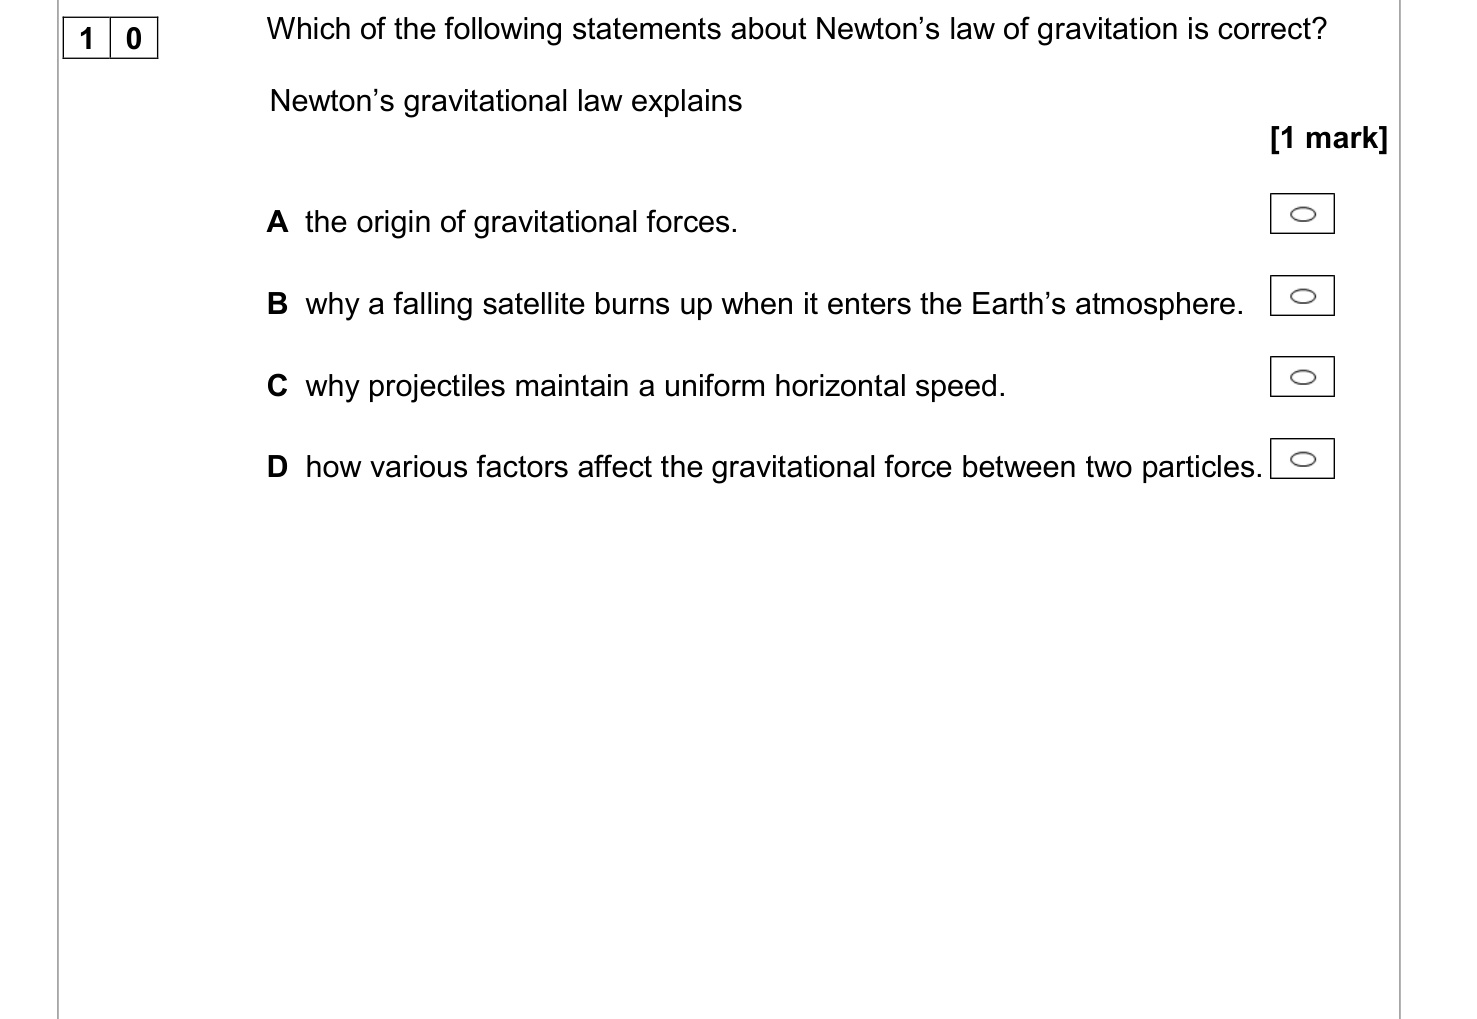 1 0 Which of the following statements about Newton’s law of gravitation is correct?
Newton’s gravitational law explains
[1 mark]
A the origin of gravitational forces.
B why a falling satellite burns up when it enters the Earth’s atmosphere.
C why projectiles maintain a uniform horizontal speed.
D how various factors affect the gravitational force between two particles.